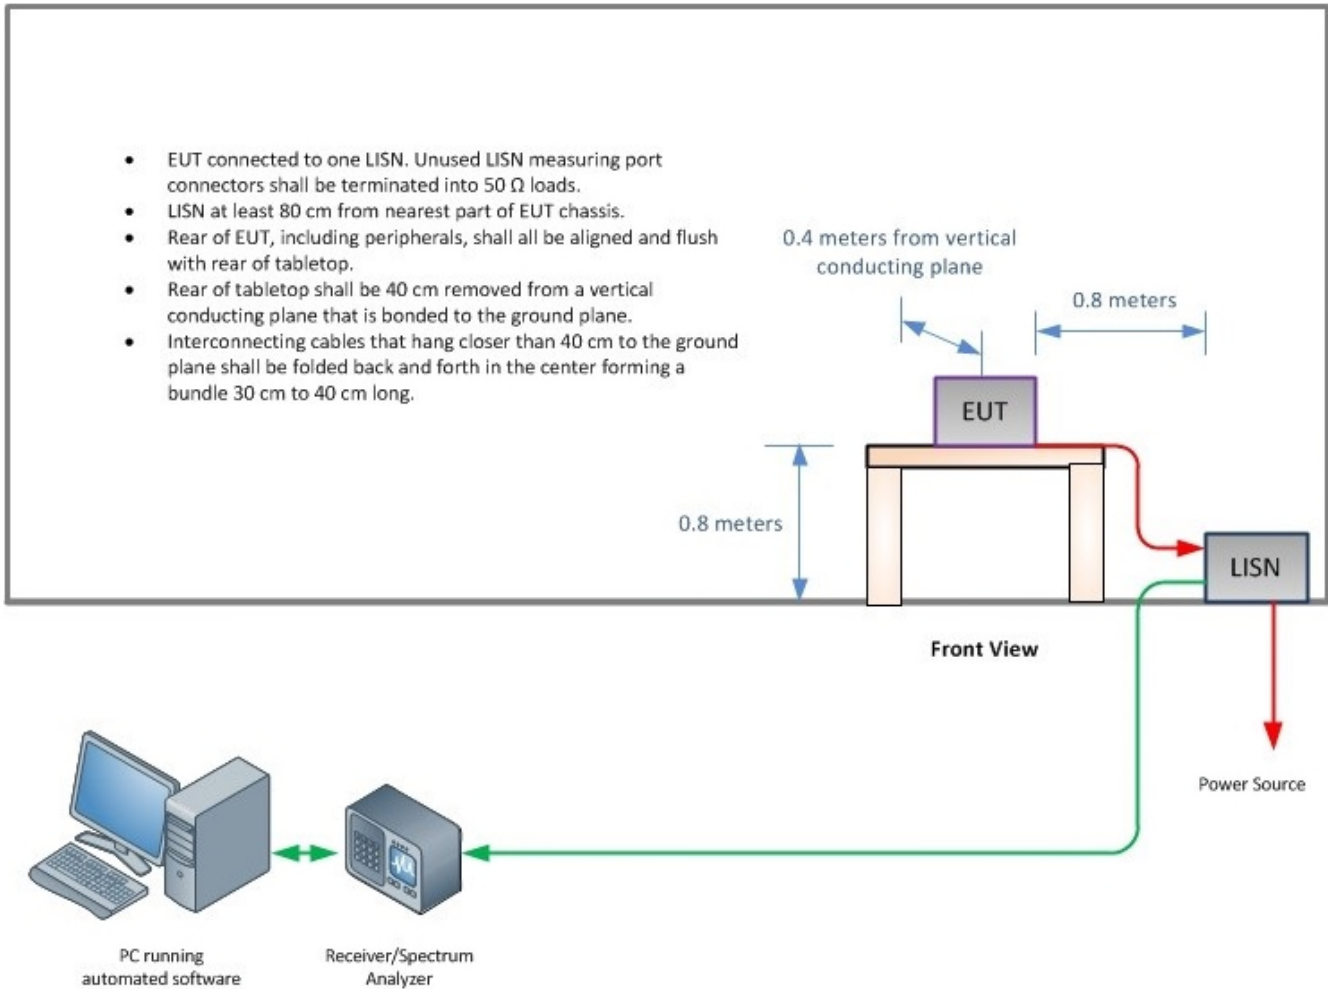 • EUT connected to one LISN. Unused LISN measuring port
connectors shall be terminated into 50 Ω loads.
• LISN at least 80 cm from nearest part of EUT chassis.
• Rear of EUT, including peripherals, shall all be aligned and flush
with rear of tabletop.
• Rear of tabletop shall be 40 cm removed from a vertical
conducting plane that is bonded to the ground plane.
• Interconnecting cables that hang closer than 40 cm to the ground
plane shall be folded back and forth in the center forming a
bundle 30 cm to 40 cm long.
0.4 meters from vertical
conducting plane
0.8 meters
EUT
0.8 meters
LISN
Front View
Power Source
PC running
automated software
Receiver/Spectrum
Analyzer